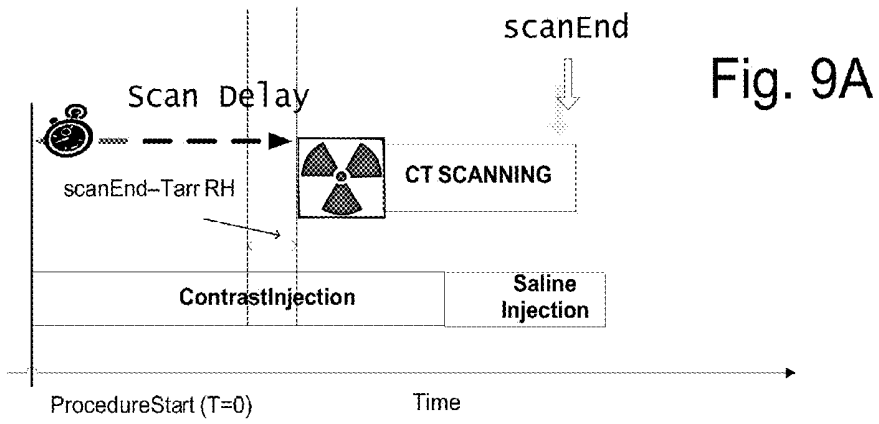 scanEnd
Fig. 9A
Scan Delay
scanEnd–Tarr RH
CT SCANNING
ContrastInjection
Saline
Injection
ProcedureStart (T=0)
Time